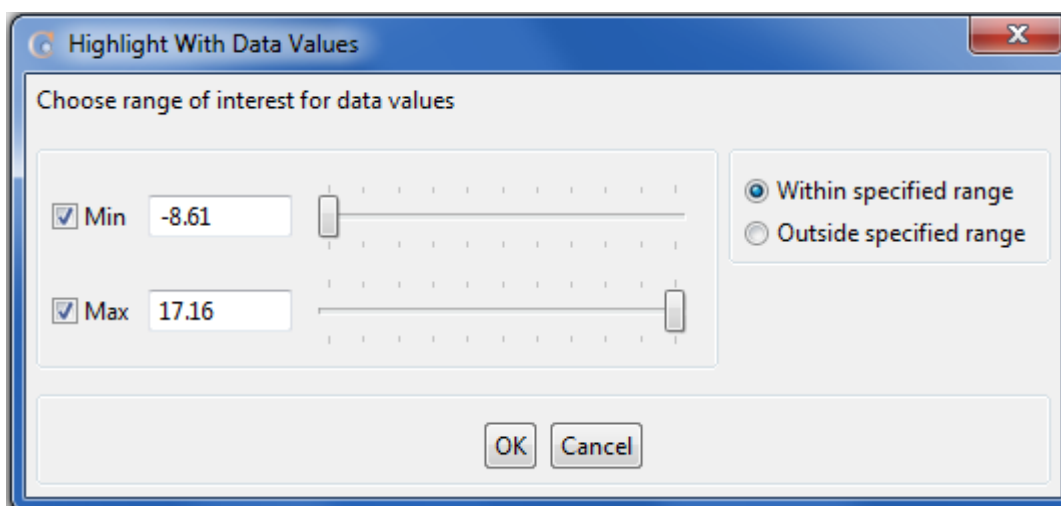 Highlight With Data Values
Choose range of interest for data values
Min -8.61
Max 17.16
Within specified range
Outside specified range
OK Cancel